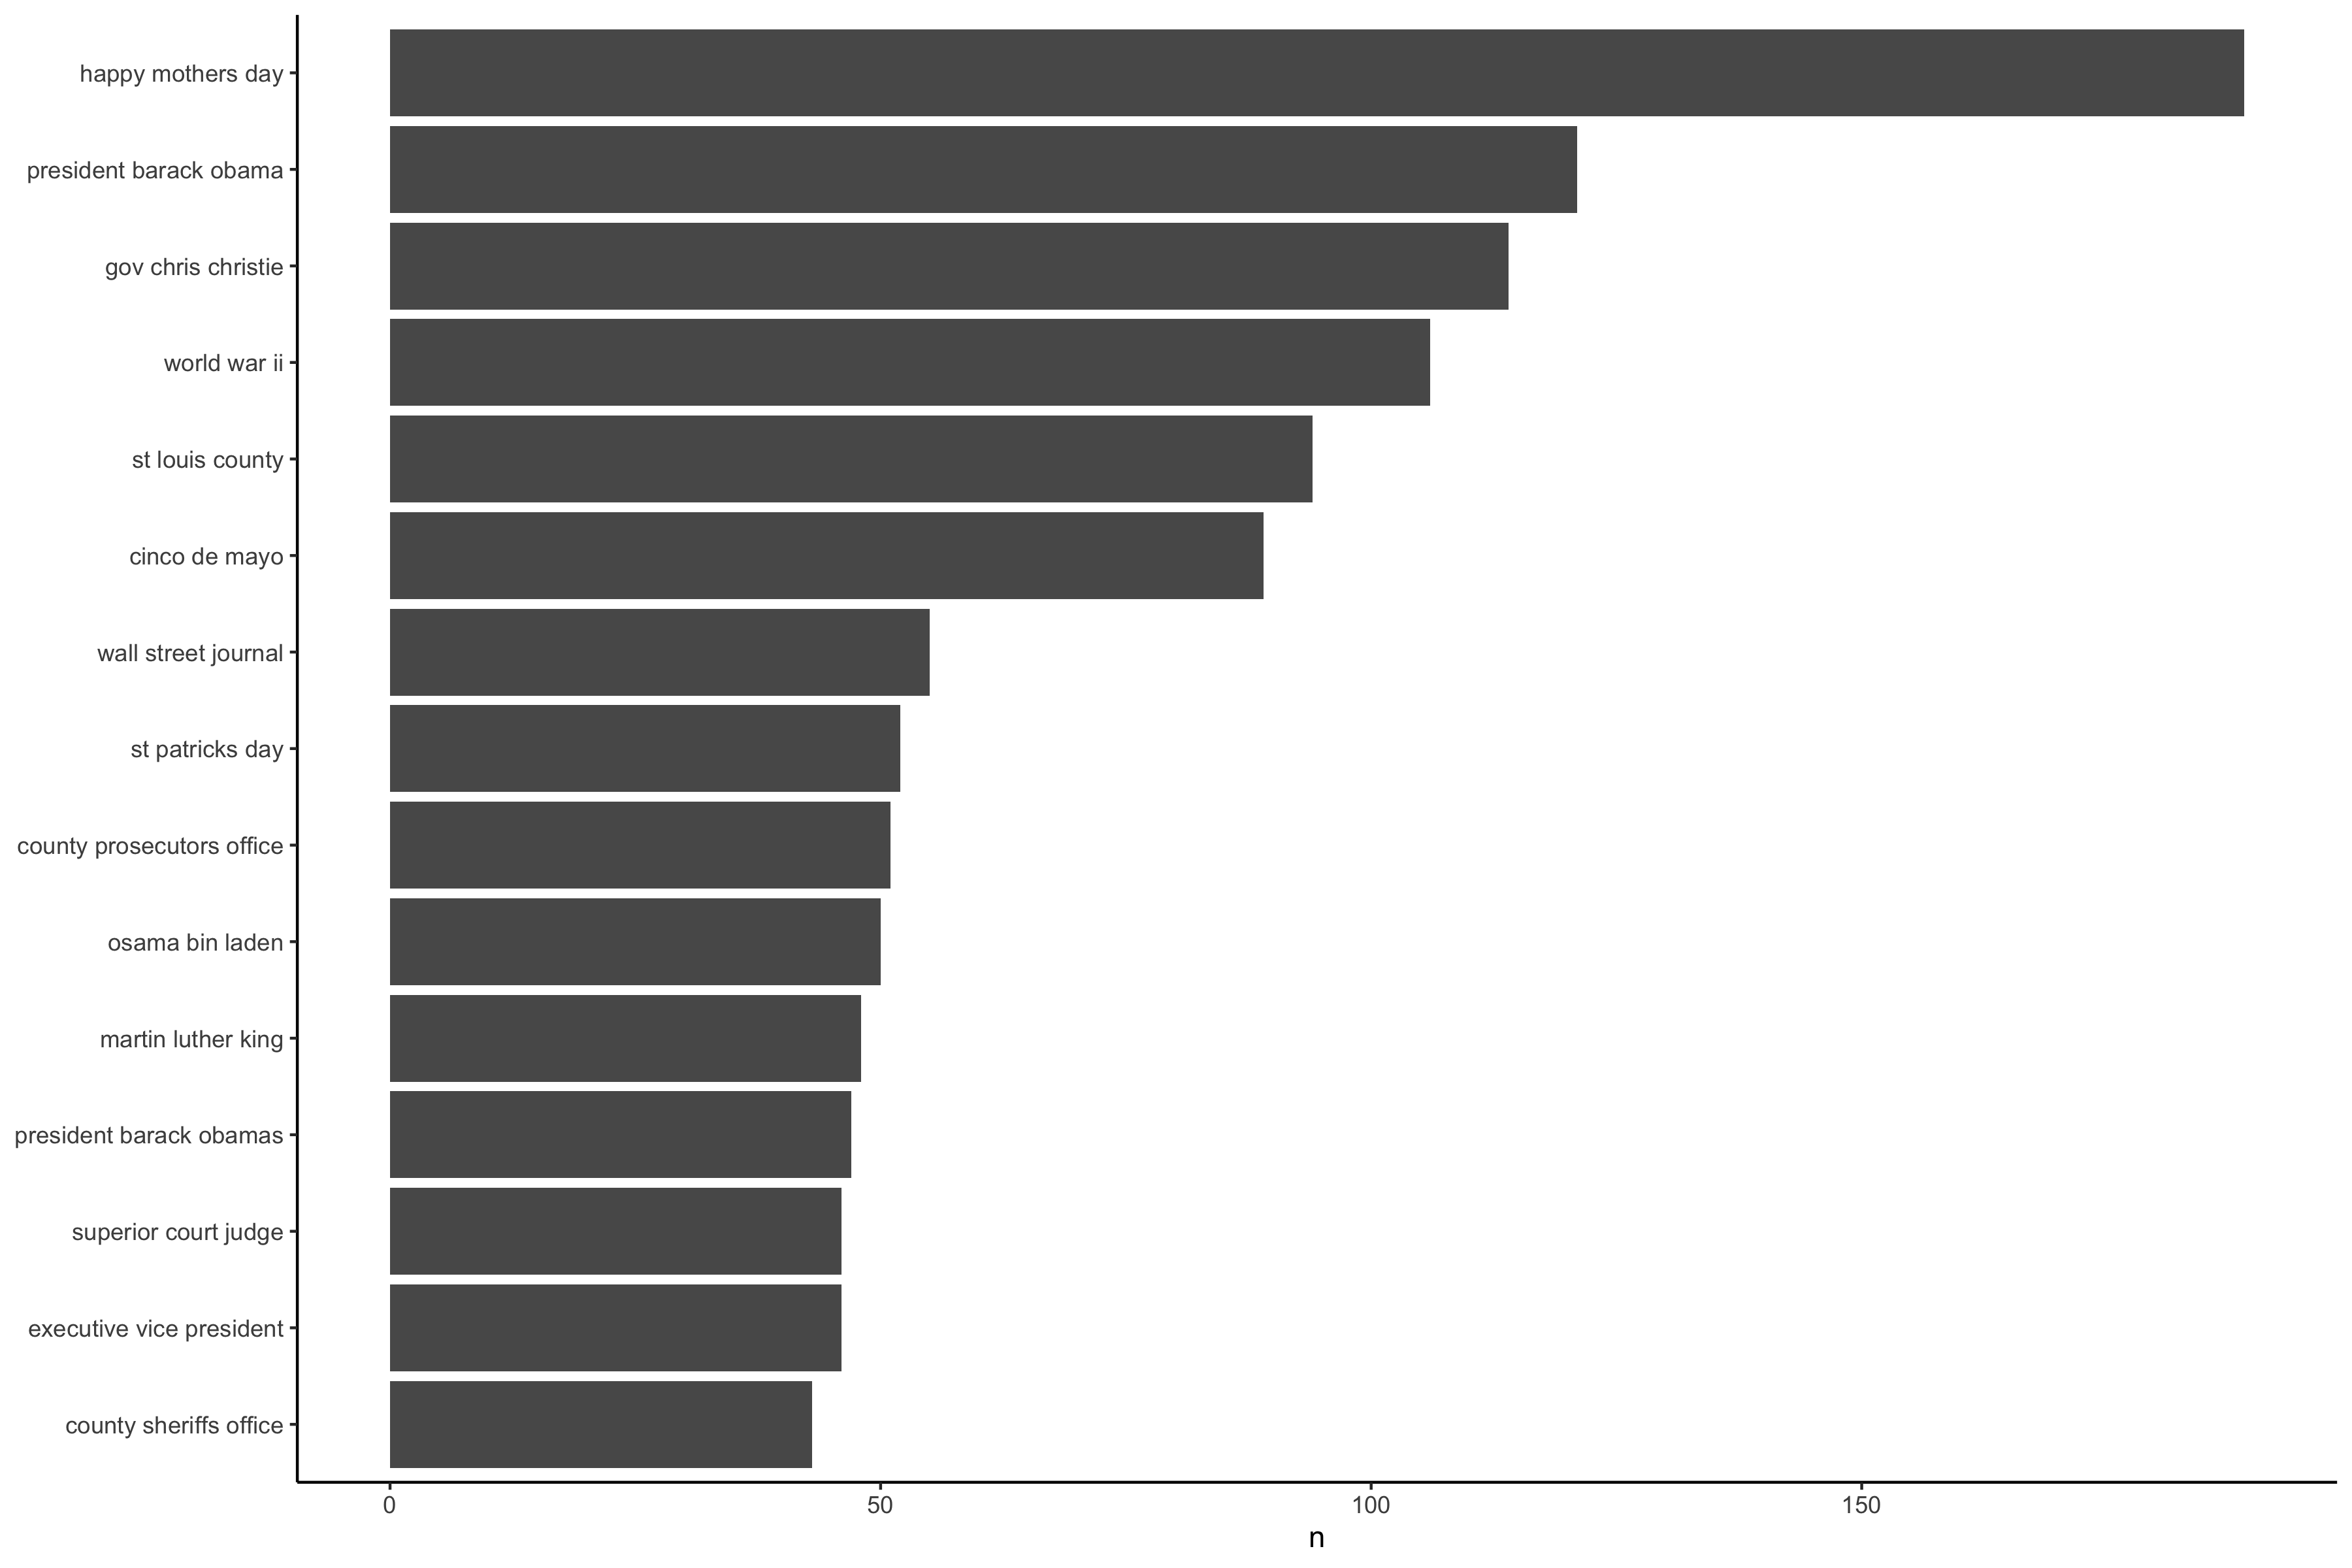 happy mothers day
president barack obama
gov chris christie
world war ii
st louis county
cinco de mayo
wall street journal
st patricks day
county prosecutors office
osama bin laden
martin luther king
president barack obamas
superior court judge
executive vice president
county sheriffs office
0 50 100 150
n